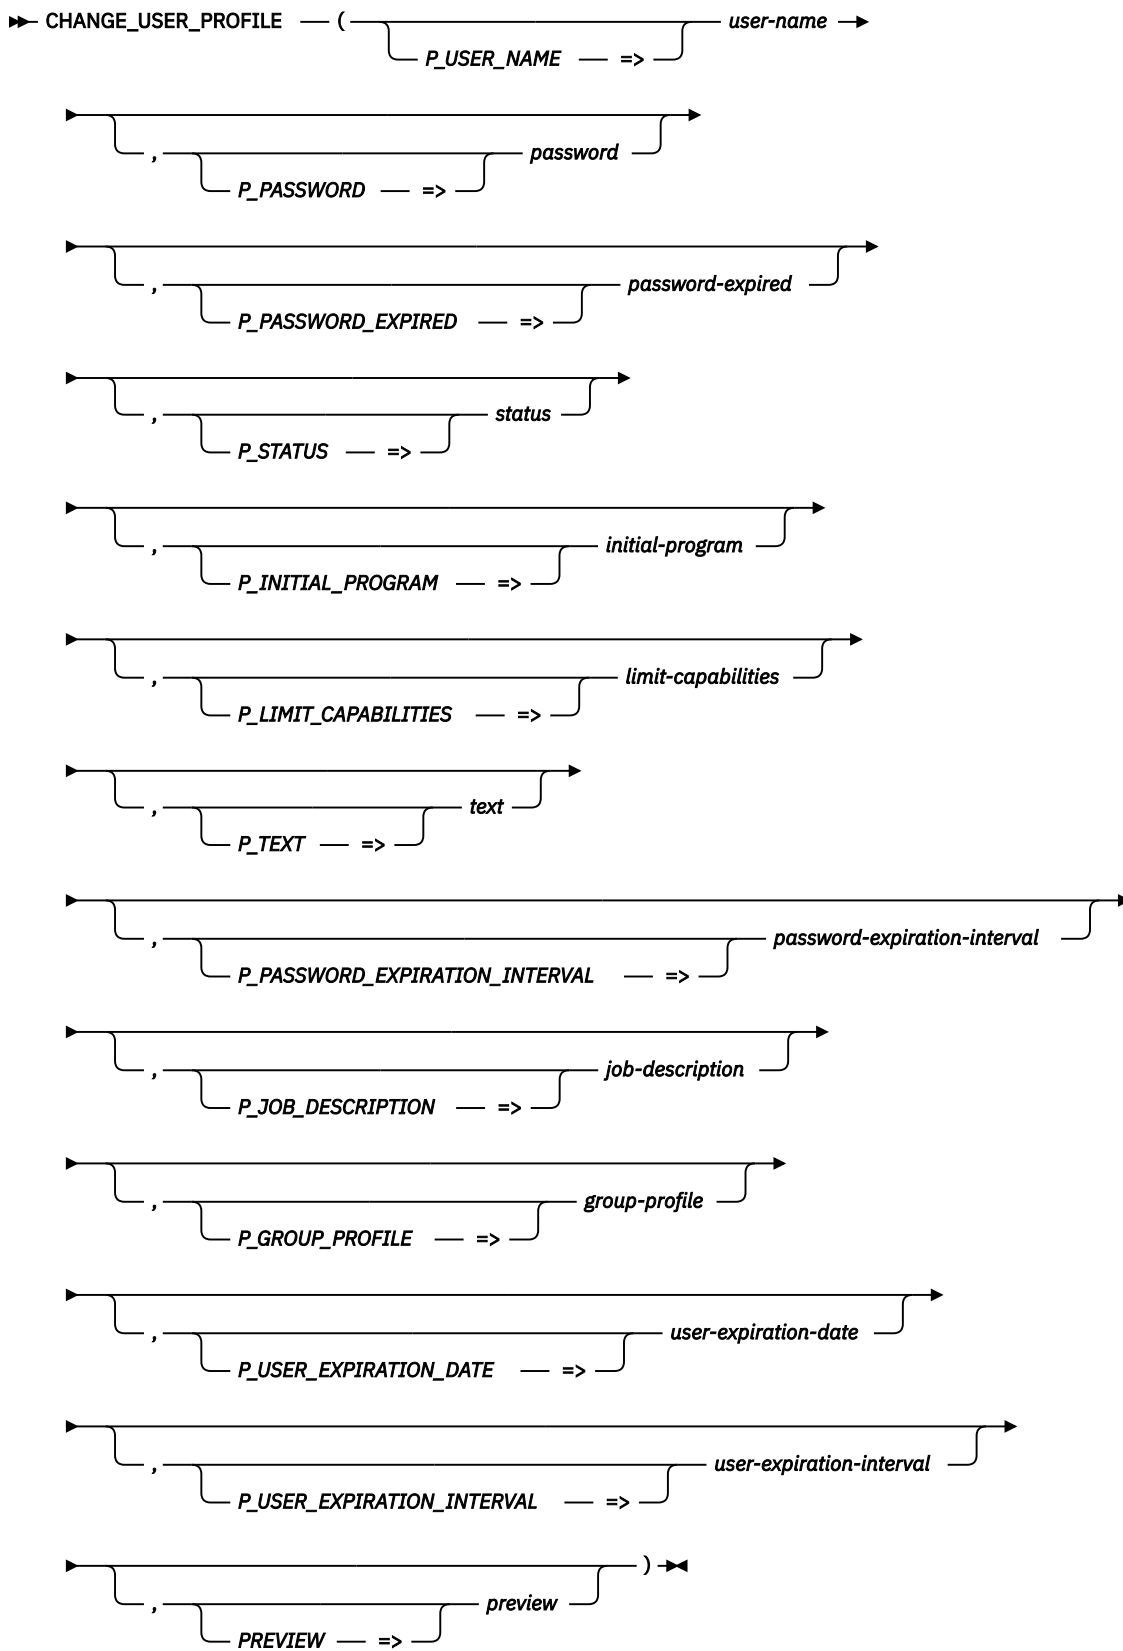 CHANGE_USER_PROFILE ( user-name
P_USER_NAME =>
, password
P_PASSWORD =>
, password-expired
P_PASSWORD_EXPIRED =>
, status
P_STATUS =>
, initial-program
P_INITIAL_PROGRAM =>
, limit-capabilities
P_LIMIT_CAPABILITIES =>
, text
P_TEXT =>
, password-expiration-interval
P_PASSWORD_EXPIRATION_INTERVAL =>
, job-description
P_JOB_DESCRIPTION =>
, group-profile
P_GROUP_PROFILE =>
, user-expiration-date
P_USER_EXPIRATION_DATE =>
, user-expiration-interval
P_USER_EXPIRATION_INTERVAL =>
)
, preview
PREVIEW =>